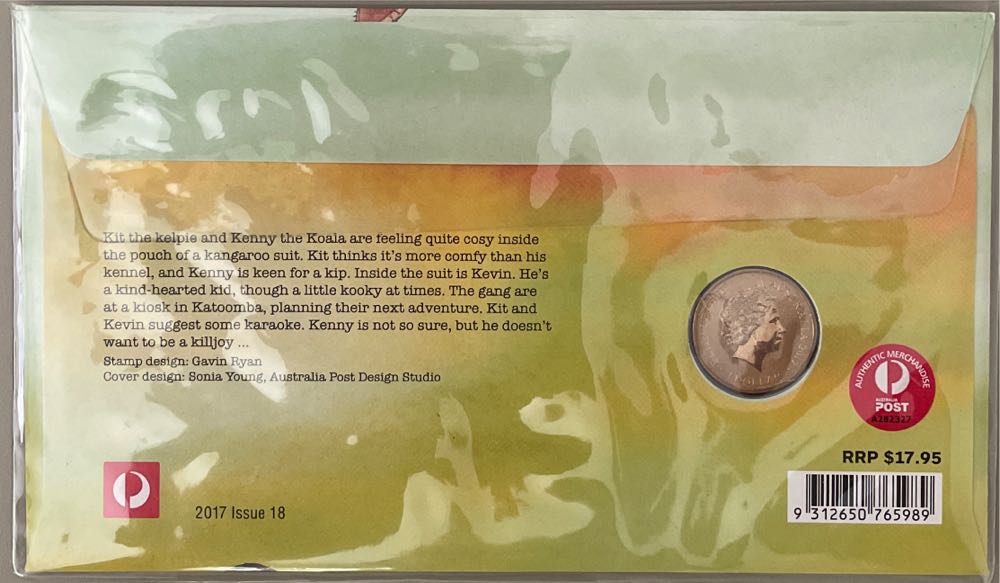 Kit the kelpie and Kenny the Koala are feeling quite cosy inside
the pouch of a kangaroo suit. Kit thinks it's more comfy than his
kennel, and Kenny is keen for a kip. Inside the suit is Kevin. He's
a kind-hearted kid, though a little kooky at times. The gang are
at a kiosk in Katoomba, planning their next adventure. Kit and
Kevin suggest some karaoke. Kenny is not so sure, but he doesn't
want to be a killjoy ...
Stamp design: Gavin Ryan
Cover design: Sonia Young, Australia Post Design Studio
2017 Issue 18
AUTHENTIC MERCHANDISE
AUSTRALIA
POST
A282327
RRP $17.95
9 312650 765989